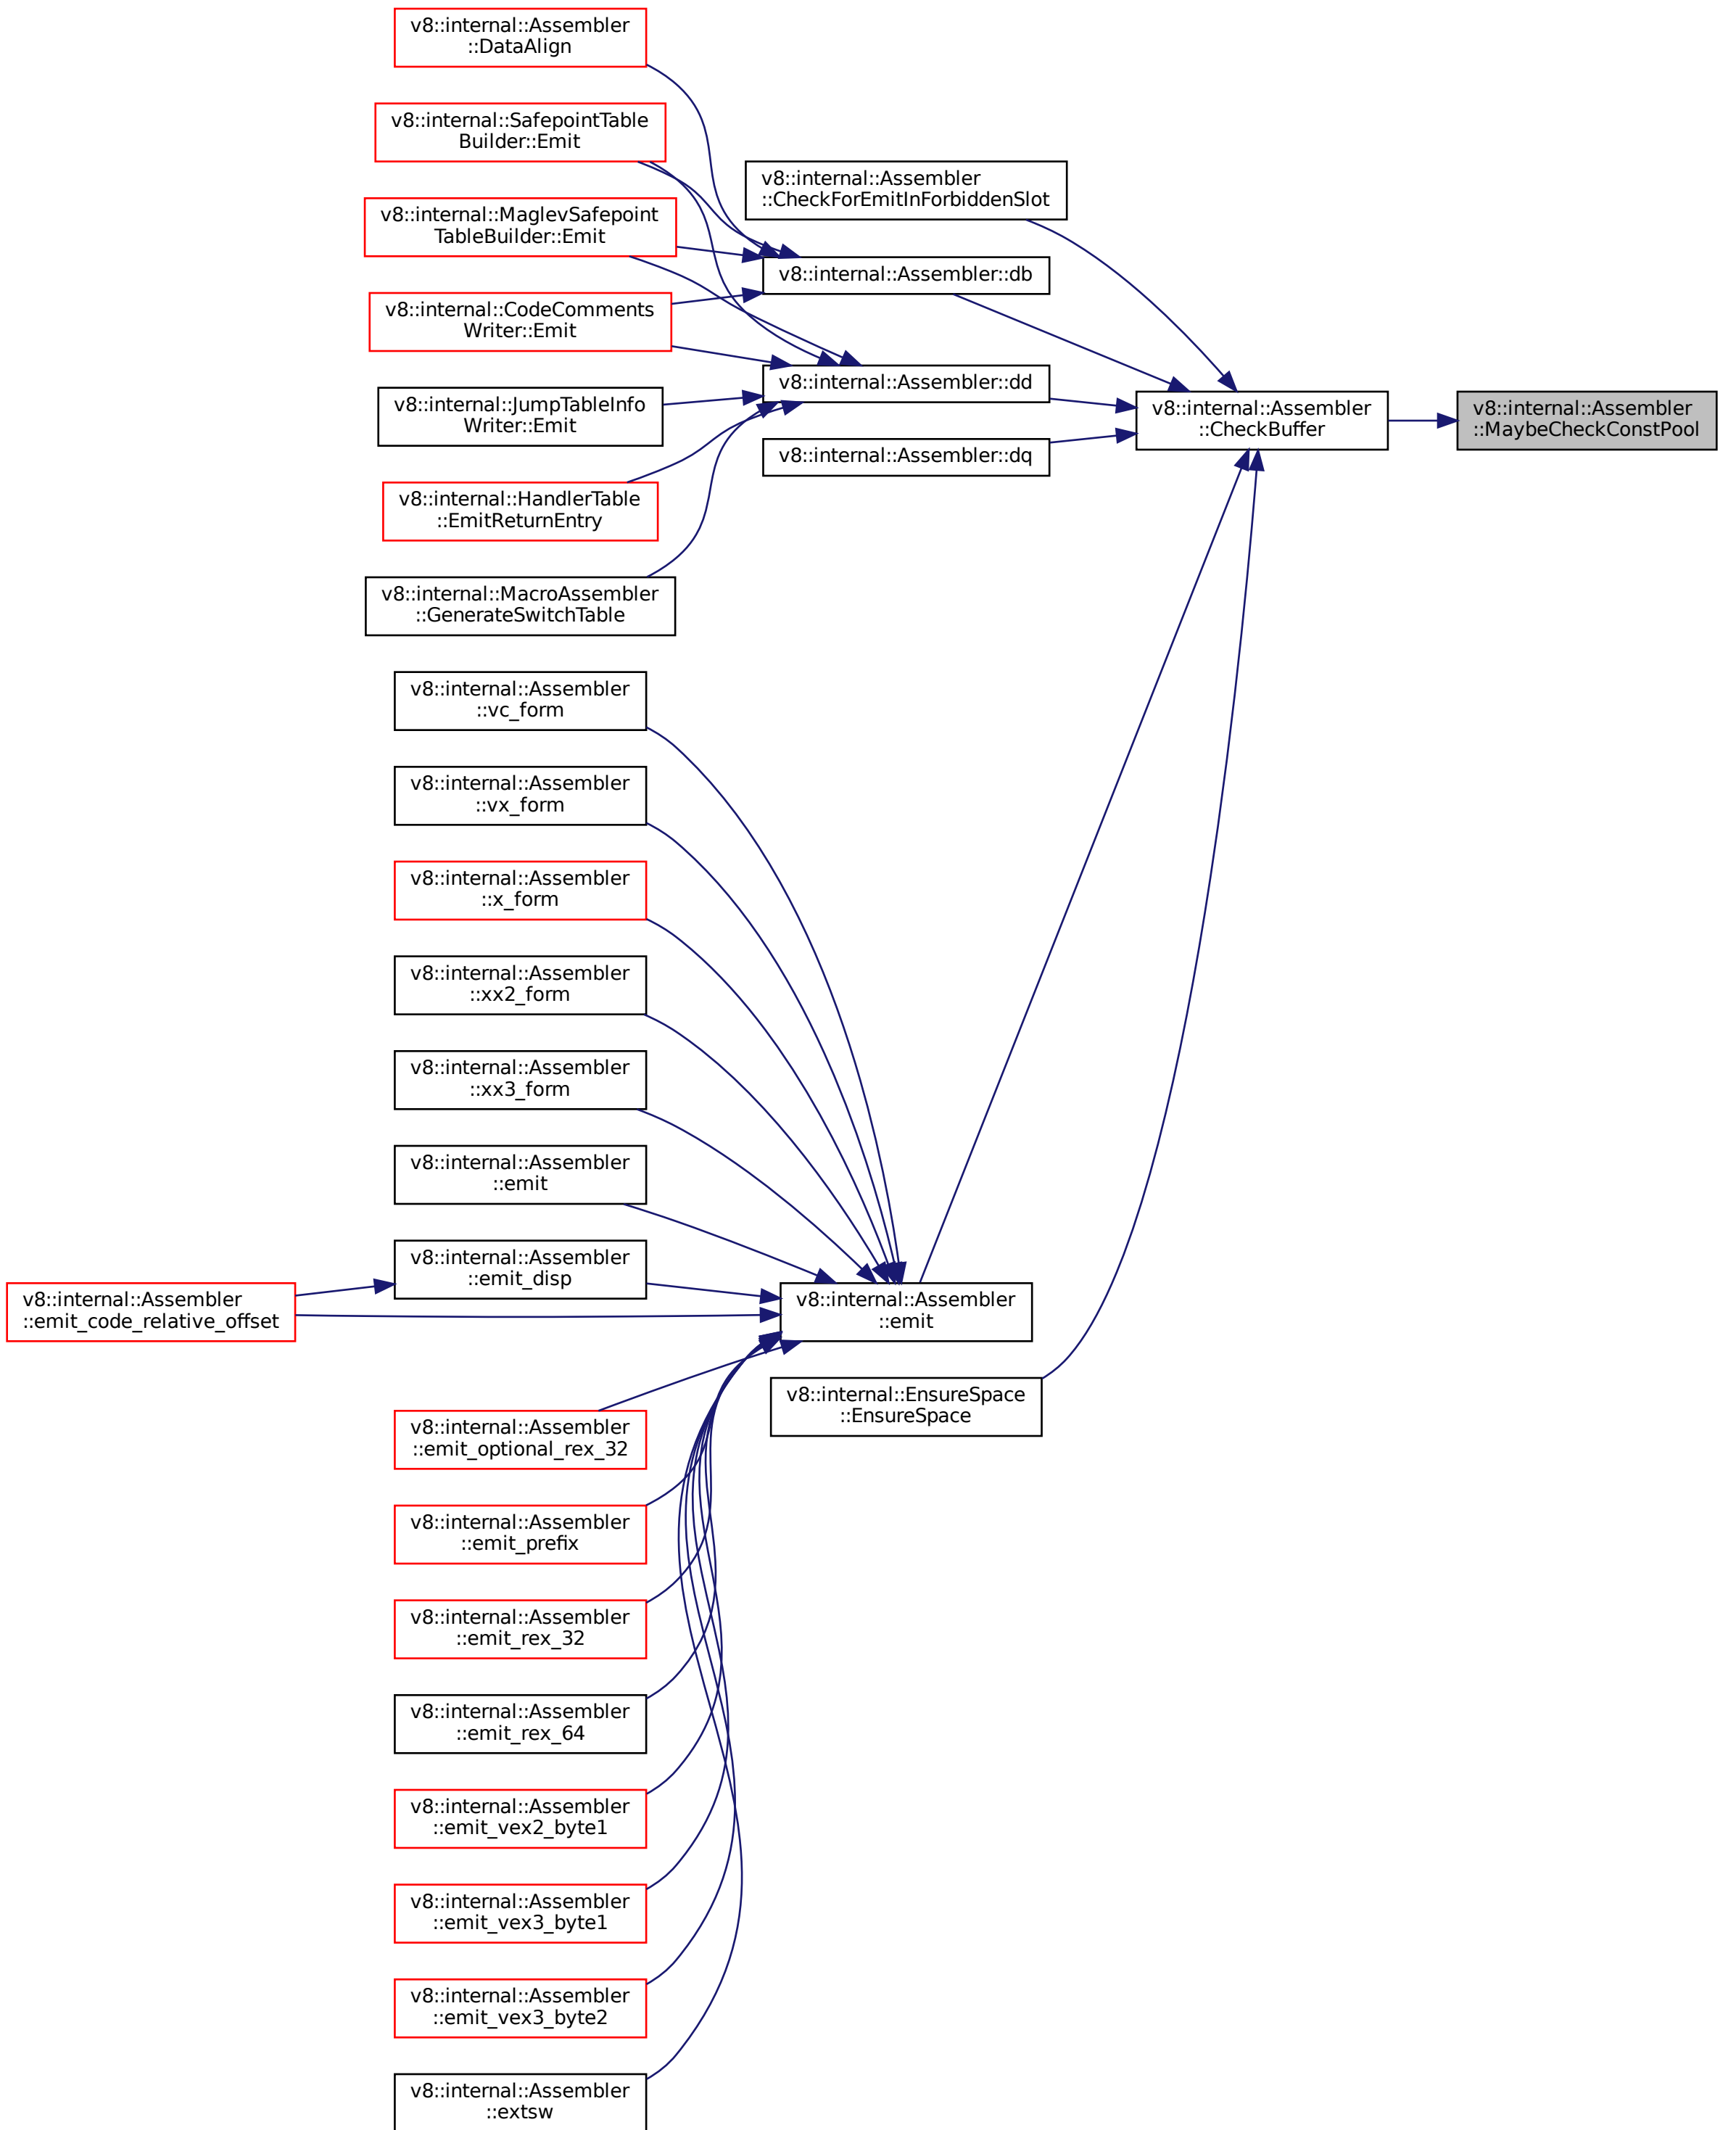 v8::internal::Assembler
::DataAlign
v8::internal::SafepointTable
Builder::Emit
v8::internal::MaglevSafepoint
TableBuilder::Emit
v8::internal::CodeComments
Writer::Emit
v8::internal::JumpTableInfo
Writer::Emit
v8::internal::HandlerTable
::EmitReturnEntry
v8::internal::MacroAssembler
::GenerateSwitchTable
v8::internal::Assembler
::CheckForEmitInForbiddenSlot
v8::internal::Assembler::db
v8::internal::Assembler::dd
v8::internal::Assembler::dq
v8::internal::Assembler
::CheckBuffer
v8::internal::Assembler
::MaybeCheckConstPool
v8::internal::Assembler
::vc_form
v8::internal::Assembler
::vx_form
v8::internal::Assembler
::x_form
v8::internal::Assembler
::xx2_form
v8::internal::Assembler
::xx3_form
v8::internal::Assembler
::emit
v8::internal::Assembler
::emit_disp
v8::internal::Assembler
::emit_code_relative_offset
v8::internal::Assembler
::emit
v8::internal::EnsureSpace
::EnsureSpace
v8::internal::Assembler
::emit_optional_rex_32
v8::internal::Assembler
::emit_prefix
v8::internal::Assembler
::emit_rex_32
v8::internal::Assembler
::emit_rex_64
v8::internal::Assembler
::emit_vex2_byte1
v8::internal::Assembler
::emit_vex3_byte1
v8::internal::Assembler
::emit_vex3_byte2
v8::internal::Assembler
::extsw